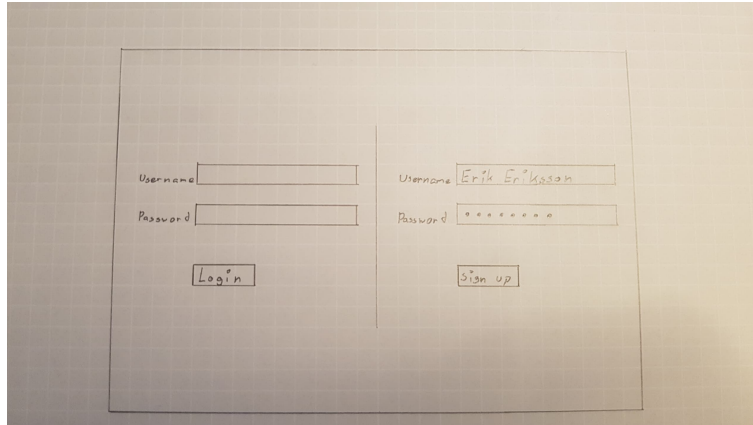 Username
Password
Login
Username Erik Eriksson
Password ••••••••
Sign up